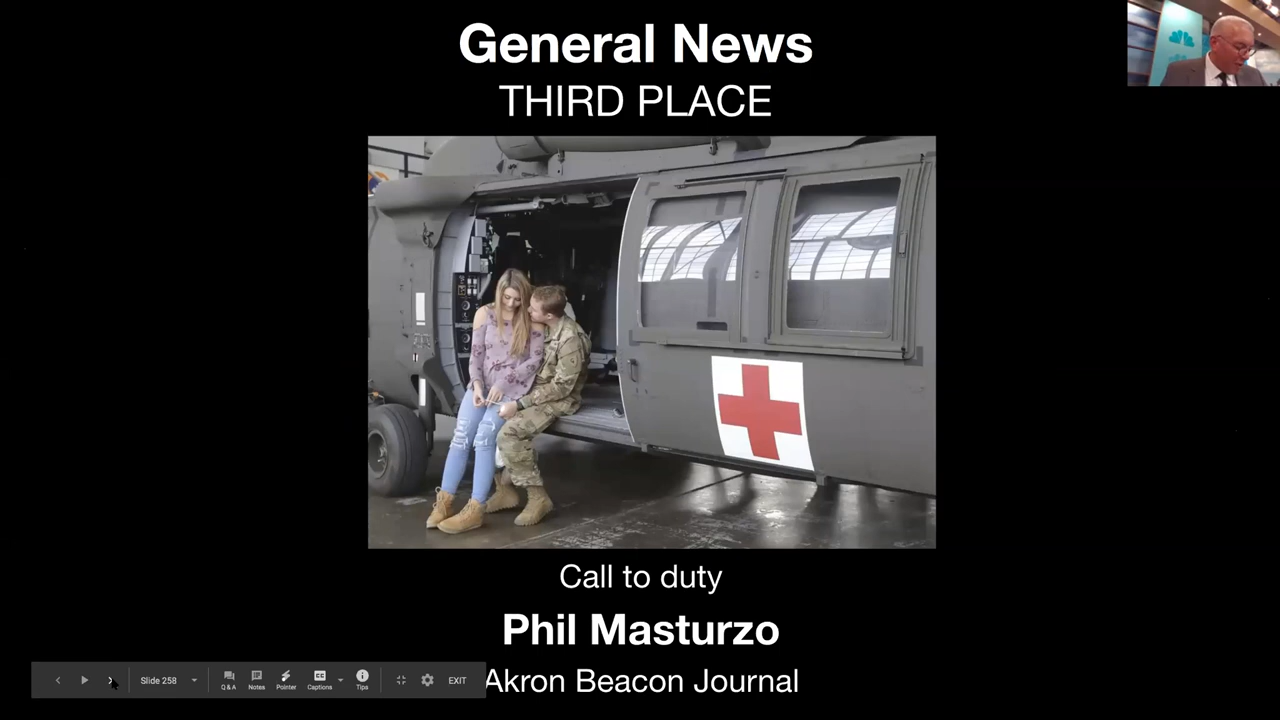 General News
THIRD PLACE
Call to duty
Phil Masturzo
Akron Beacon Journal
Slide 258
Q & A
Notes
Pointer
CC
Captions
Tips
EXIT